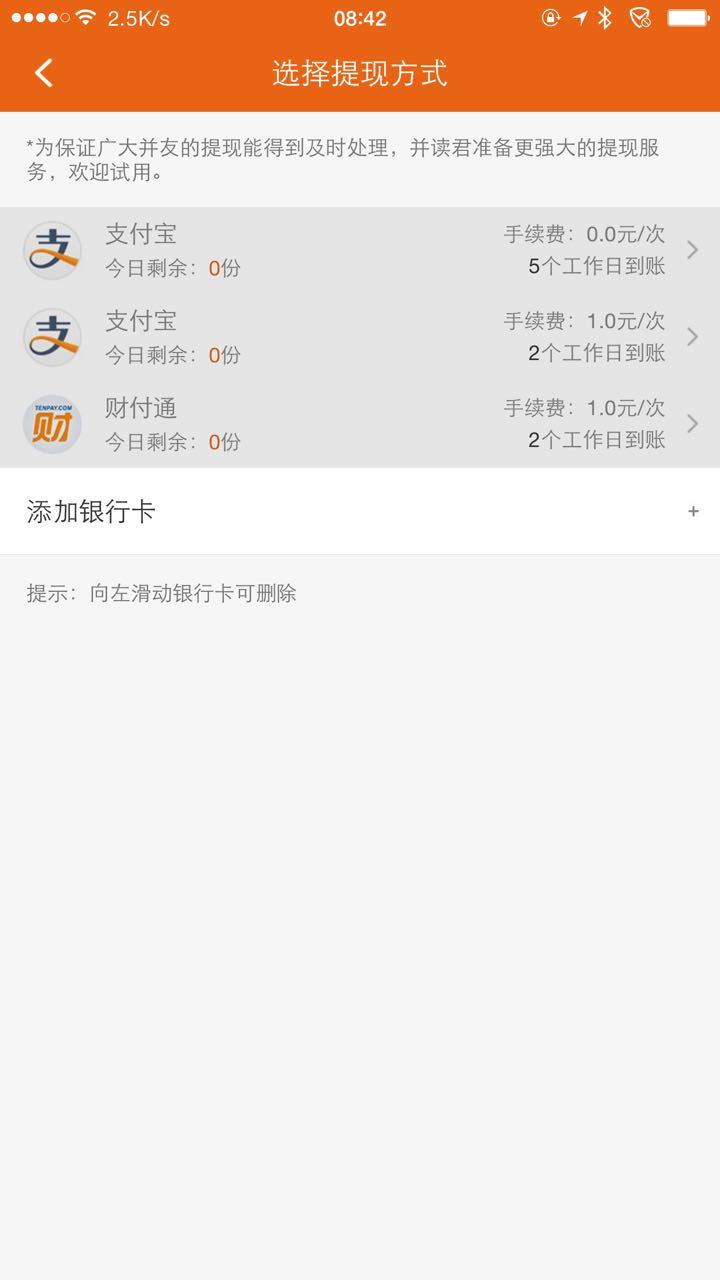 2.5K/s 08:42
选择提现方式
*为保证广大并友的提现能得到及时处理，并读君准备更强大的提现服
务，欢迎试用。
支付宝 手续费：0.0元/次
今日剩余：0份 5个工作日到账
支付宝 手续费：1.0元/次
今日剩余：0份 2个工作日到账
TENPAY.COM
财
财付通 手续费：1.0元/次
今日剩余：0份 2个工作日到账
添加银行卡 +
提示：向左滑动银行卡可删除